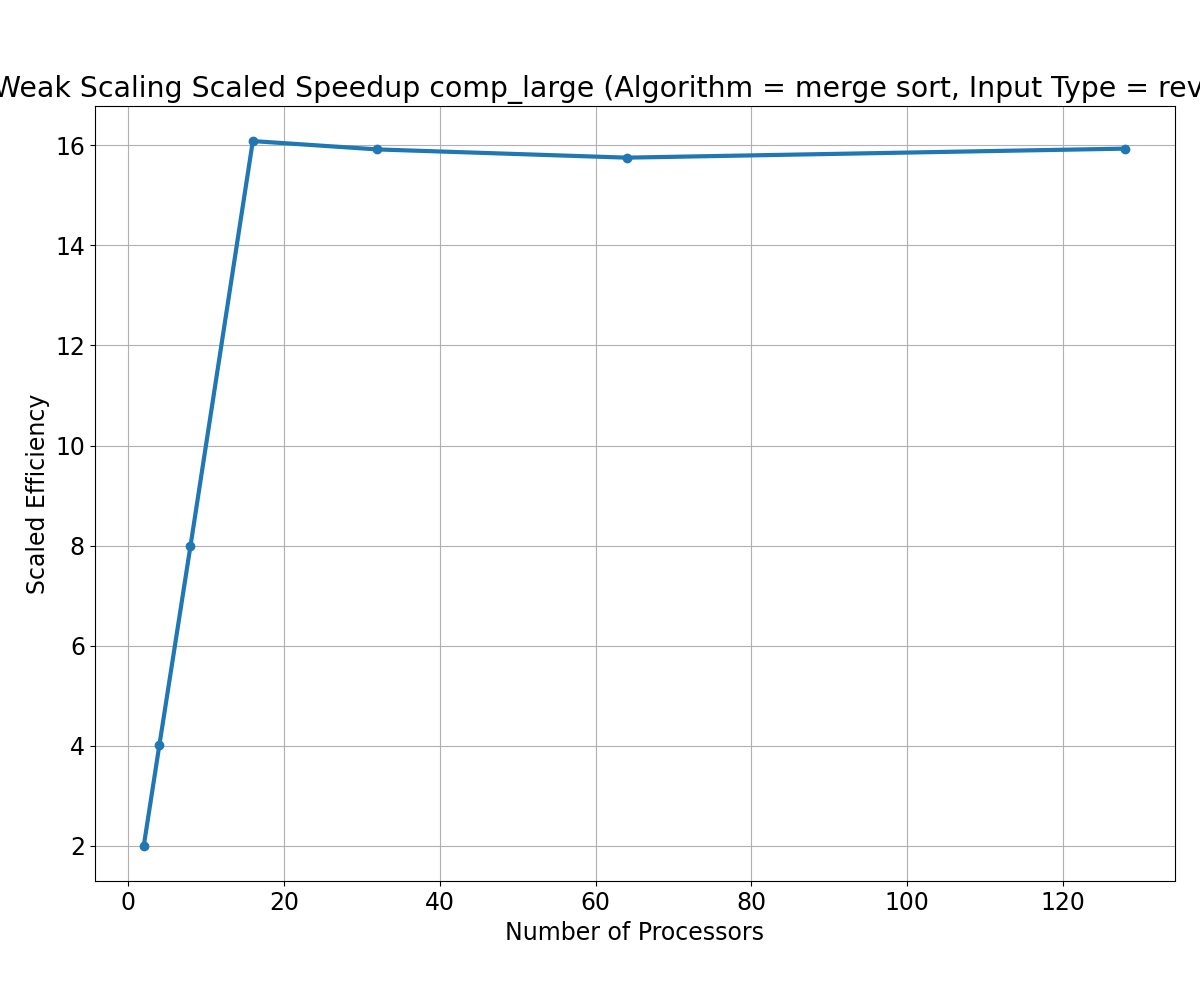 Weak Scaling Scaled Speedup comp_large (Algorithm = merge sort, Input Type = rev
16
14
12
10
8
6
4
2
Scaled Efficiency
0 20 40 60 80 100 120
Number of Processors